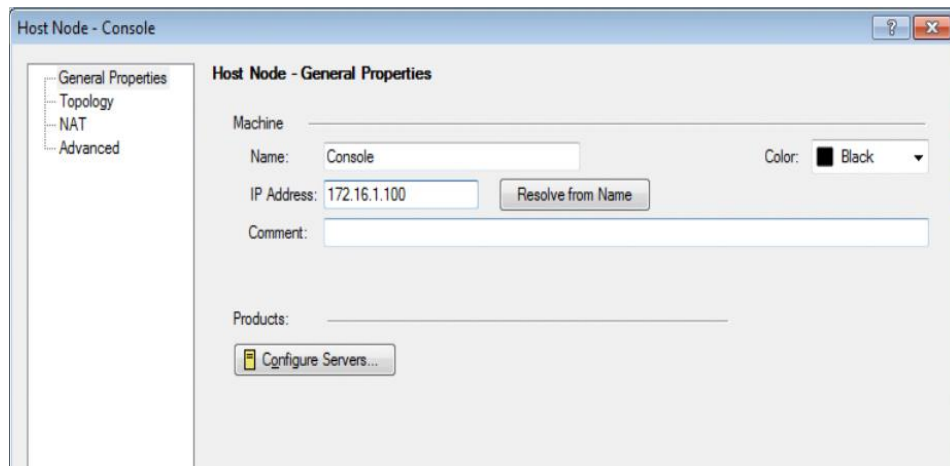 Host Node - Console
General Properties
Topology
NAT
Advanced
Host Node - General Properties
Machine
Name: Console Color: Black
IP Address: 172.16.1.100 Resolve from Name
Comment:
Products:
Configure Servers...